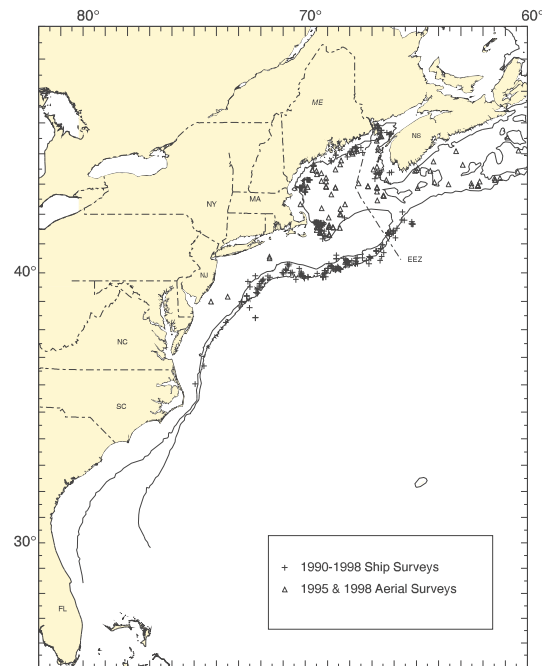 80° 70° 60°
ME
NS
NY MA
EEZ
40° NJ
NC
SC
30°
1990-1998 Ship Surveys
1995 & 1998 Aerial Surveys
FL